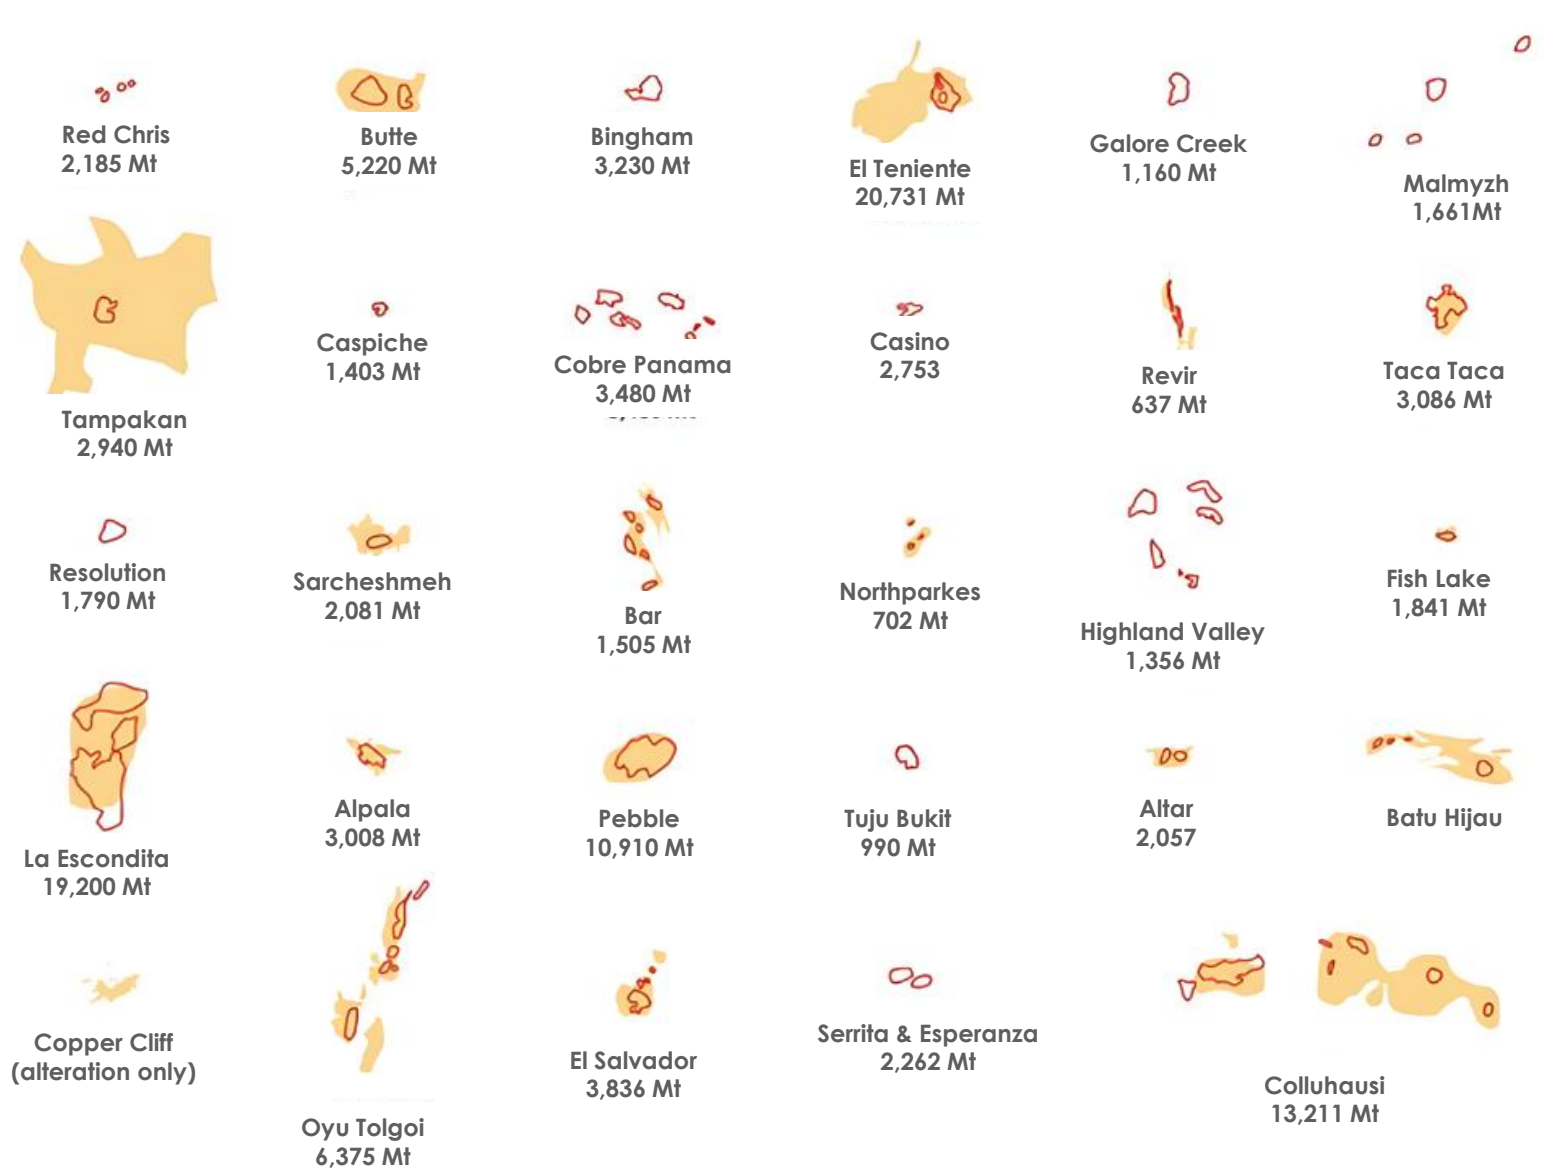 Red Chris
2,185 Mt
Butte
5,220 Mt
Bingham
3,230 Mt
El Teniente
20,731 Mt
Galore Creek
1,160 Mt
Malmyzh
1,661Mt
Tampakan
2,940 Mt
Caspiche
1,403 Mt
Cobre Panama
3,480 Mt
Casino
2,753
Revir
637 Mt
Taca Taca
3,086 Mt
Resolution
1,790 Mt
Sarcheshmeh
2,081 Mt
Bar
1,505 Mt
Northparkes
702 Mt
Highland Valley
1,356 Mt
Fish Lake
1,841 Mt
La Escondita
19,200 Mt
Alpala
3,008 Mt
Pebble
10,910 Mt
Tuju Bukit
990 Mt
Altar
2,057
Batu Hijau
Copper Cliff
(alteration only)
Oyu Tolgoi
6,375 Mt
El Salvador
3,836 Mt
Serrita & Esperanza
2,262 Mt
Colluhausi
13,211 Mt